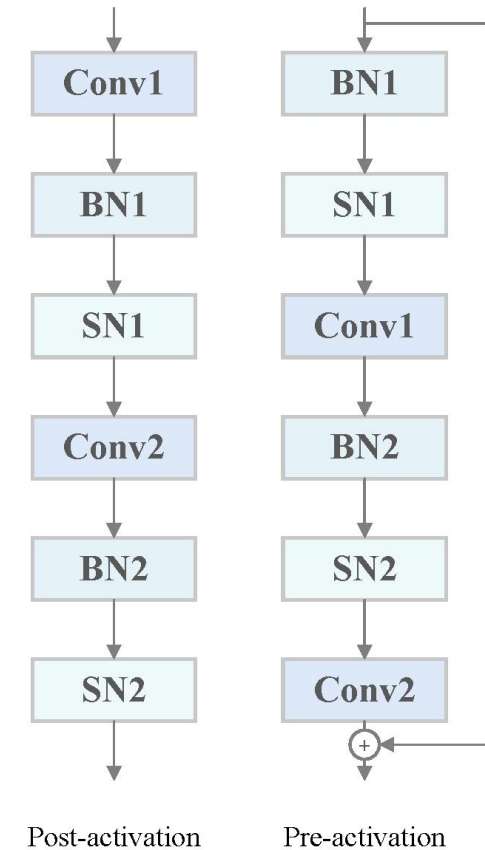 Conv1
BN1
SN1
Conv2
BN2
SN2
Post-activation
BN1
SN1
Conv1
BN2
SN2
Conv2
+
Pre-activation